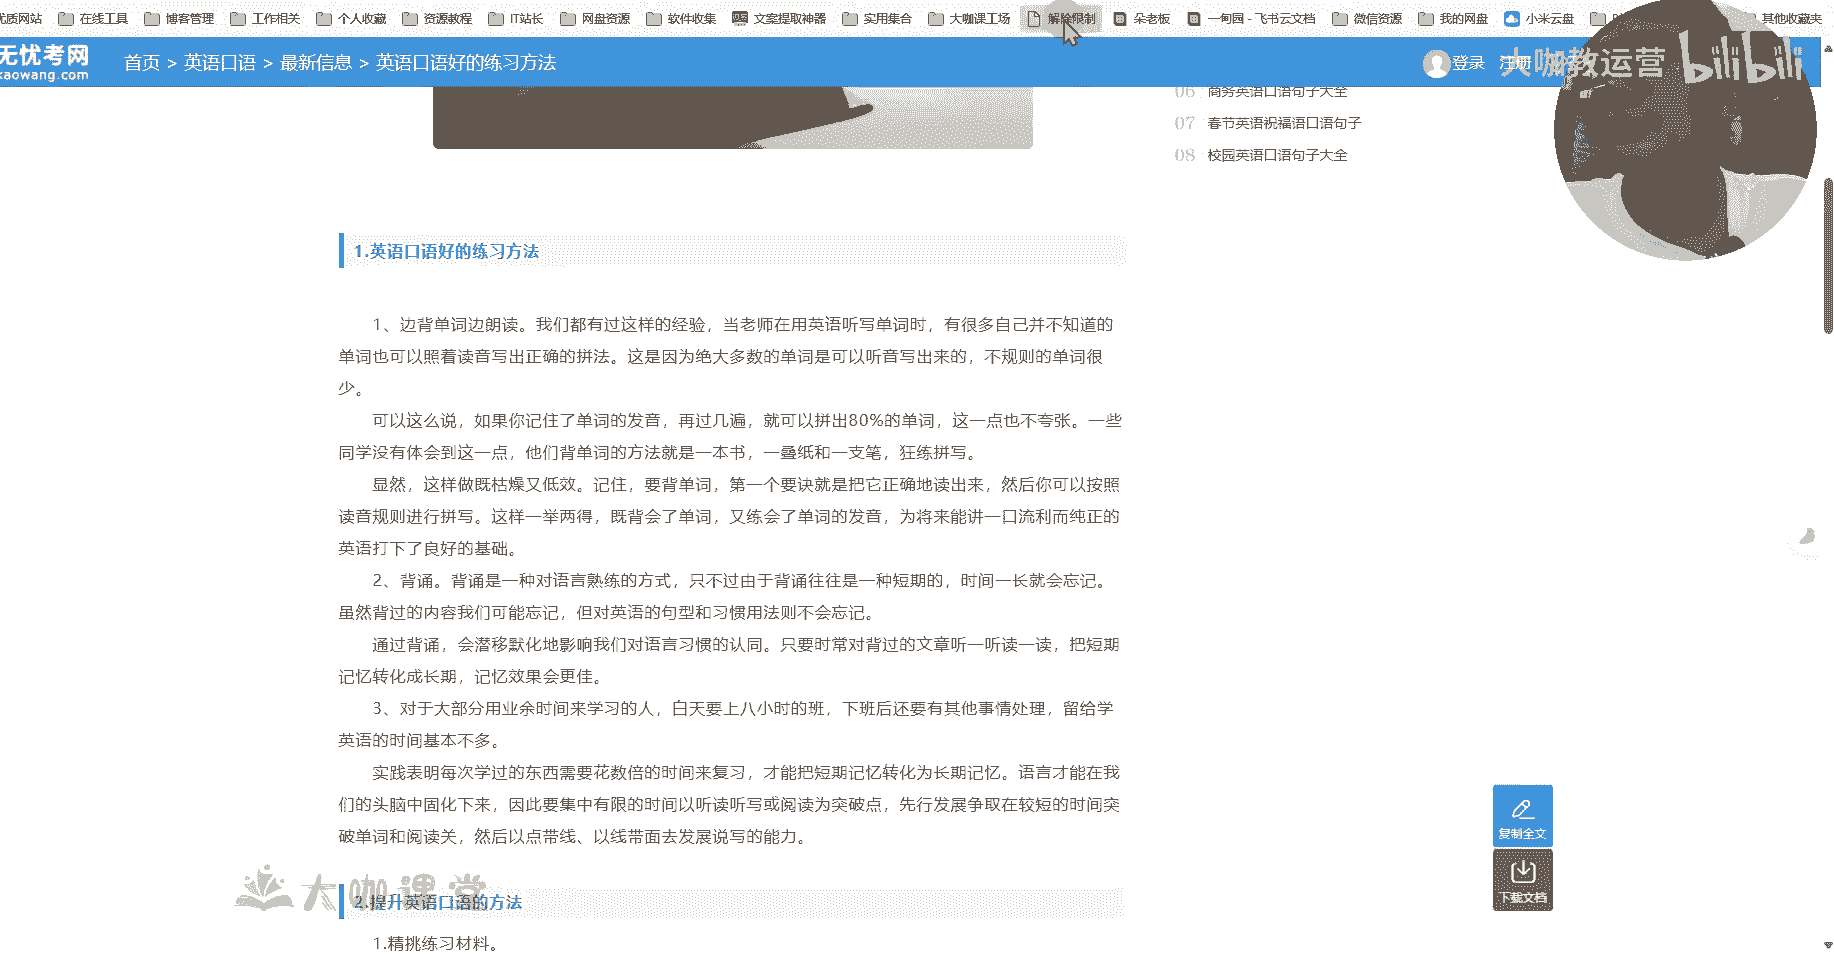 优质网站 在线工具 博客管理 工作相关 个人收藏 资源教程 IT站长 网盘资源 软件收集 文案提取神器 实用集合 大咖课工场 解除限制 朵老板 一甸园 - 飞书云文档 微信资源 我的网盘 小米云盘 其他收藏夹
无忧考网
kaowang.com
首页 > 英语口语 > 最新信息 > 英语口语好的练习方法
登录 注册
大咖教运营 bilibili
06 商务英语口语句子大全
07 春节英语祝福语口语句子
08 校园英语口语句子大全
1.英语口语好的练习方法
1、边背单词边朗读。我们都有过这样的经验，当老师在用英语听写单词时，有很多自己并不知道的
单词也可以照着读音写出正确的拼法。这是因为绝大多数的单词是可以听音写出来的，不规则的单词很
少。
可以这么说，如果你记住了单词的发音，再过几遍，就可以拼出80%的单词，这一点也不夸张。一些
同学没有体会到这一点，他们背单词的方法就是一本书，一叠纸和一支笔，狂练拼写。
显然，这样做既枯燥又低效。记住，要背单词，第一个要诀就是把它正确地读出来，然后你可以按照
读音规则进行拼写。这样一举两得，既背会了单词，又练会了单词的发音，为将来能讲一口流利而纯正的
英语打下了良好的基础。
2、背诵。背诵是一种对语言熟练的方式，只不过由于背诵往往是一种短期的，时间一长就会忘记。
虽然背过的内容我们可能忘记，但对英语的句型和习惯用法则不会忘记。
通过背诵，会潜移默化地影响我们对语言习惯的认同。只要时常对背过的文章听一听读一读，把短期
记忆转化成长期，记忆效果会更佳。
3、对于大部分用业余时间来学习的人，白天要上八小时的班，下班后还要有其他事情处理，留给学
英语的时间基本不多。
实践表明每次学过的东西需要花数倍的时间来复习，才能把短期记忆转化为长期记忆。语言才能在我
们的头脑中固化下来，因此要集中有限的时间以听读听写或阅读为突破点，先行发展争取在较短的时间突
破单词和阅读关，然后以点带线、以线带面去发展说写的能力。
复制全文
下载文档
大咖课堂
2.提升英语口语的方法
1.精挑练习材料。